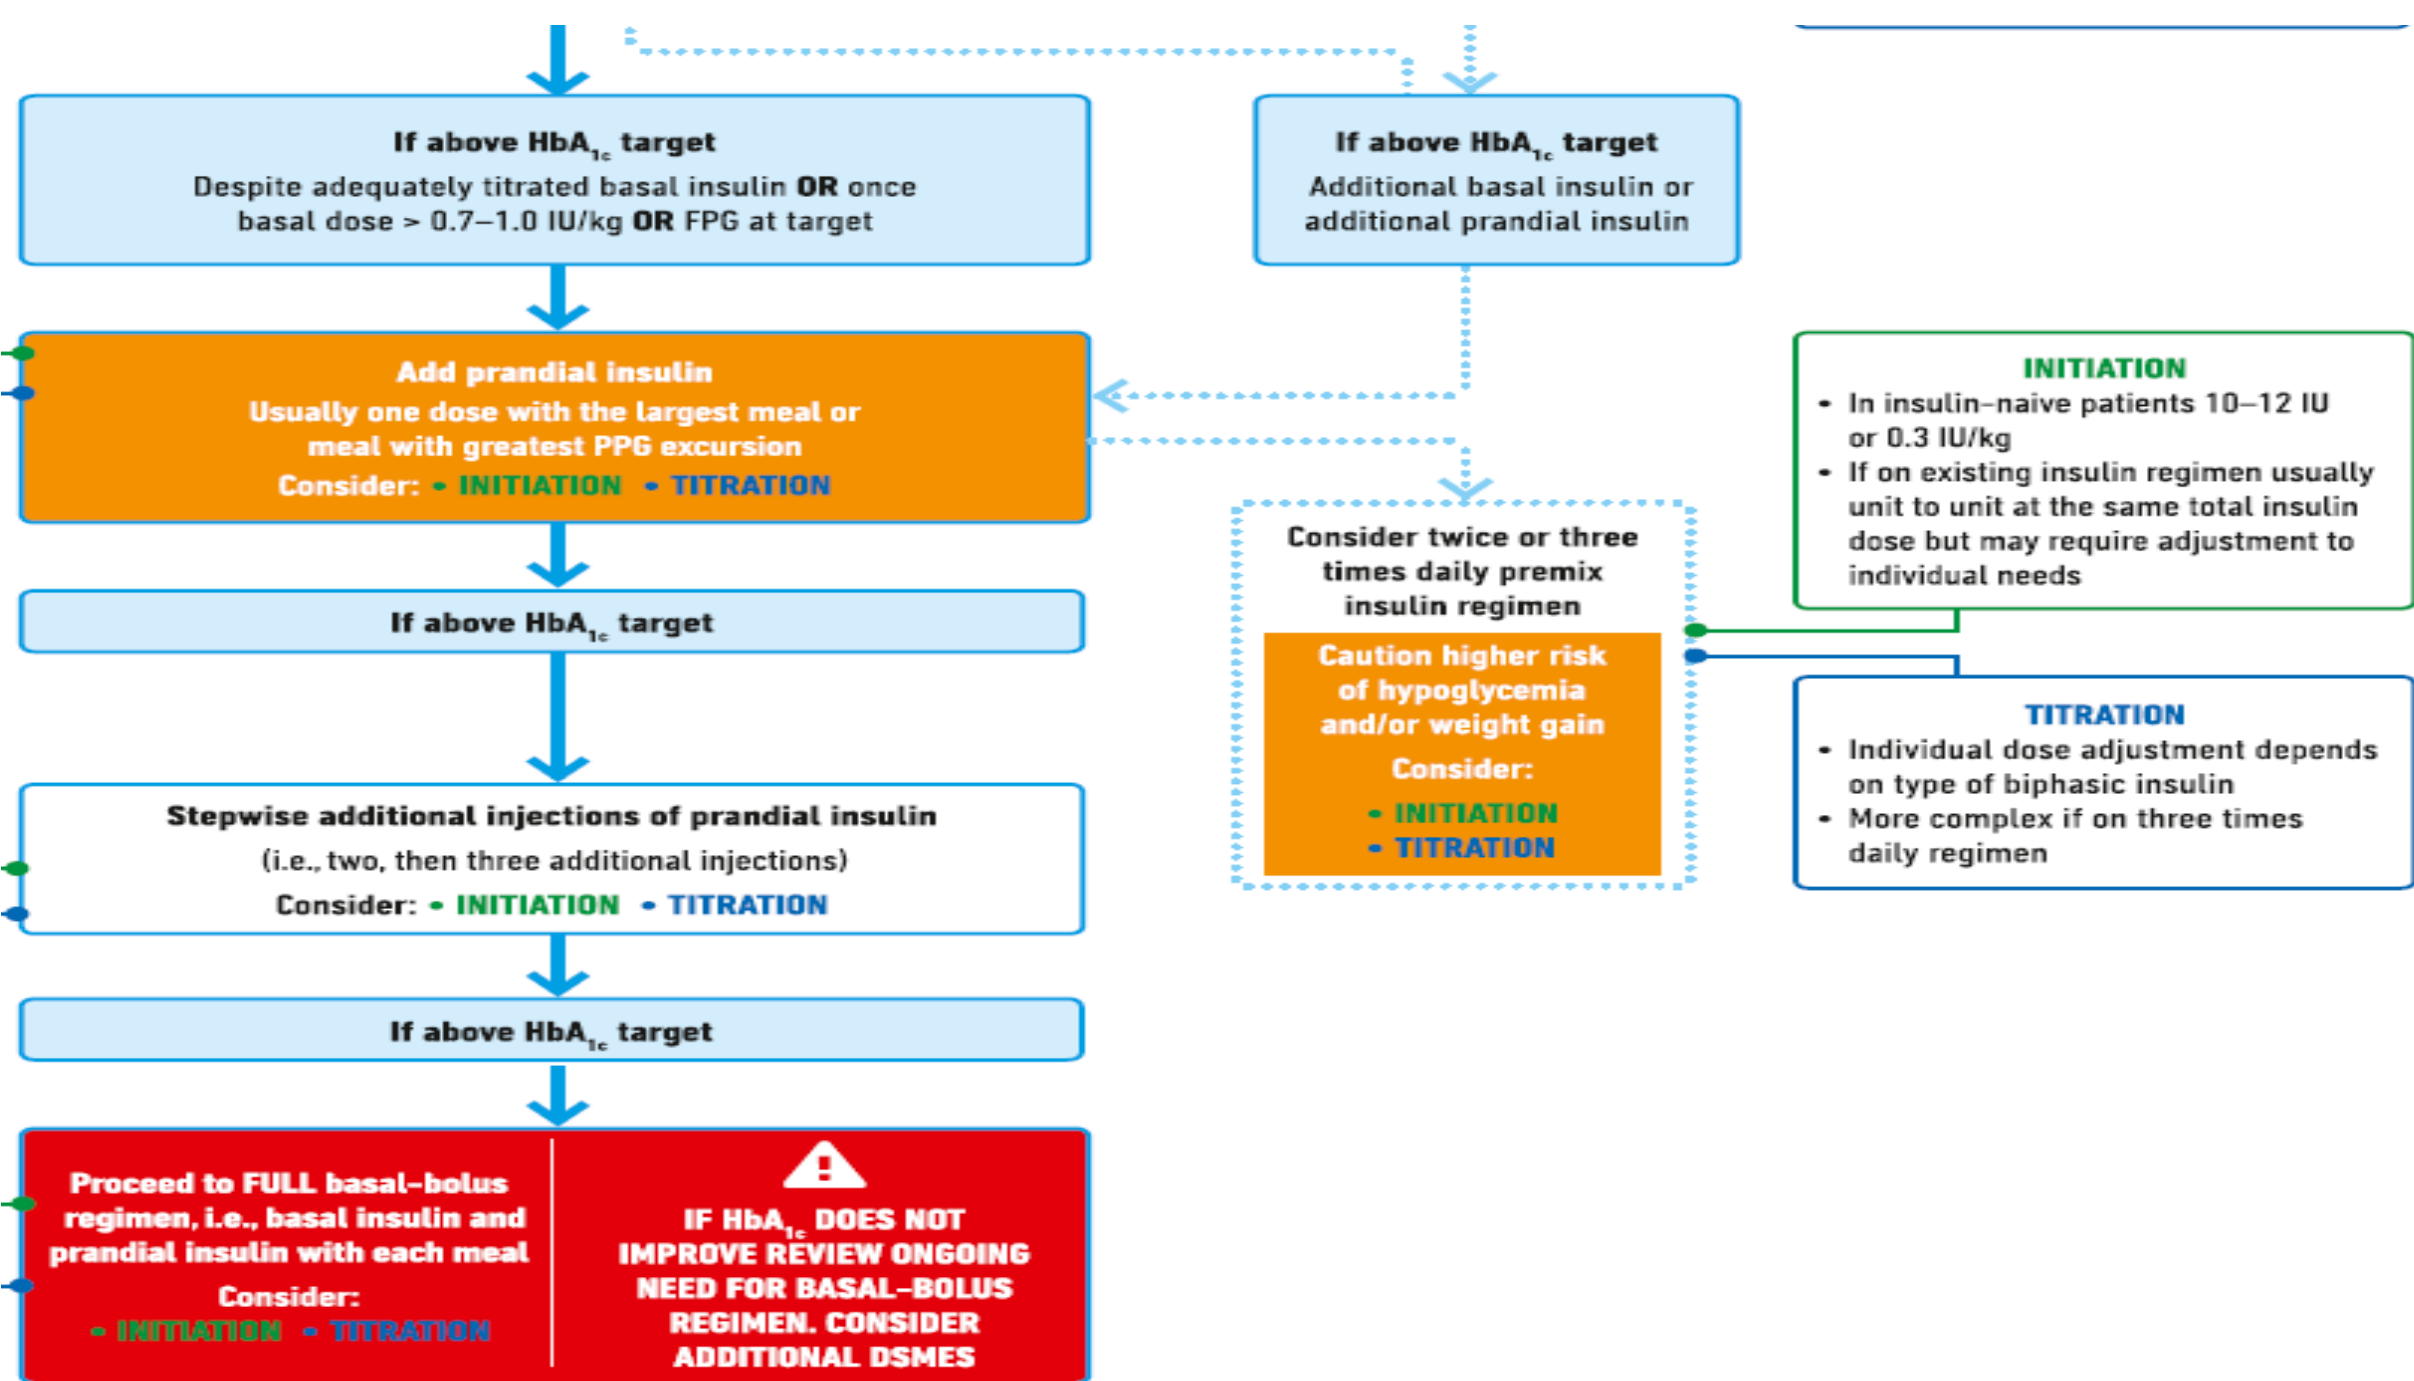 If above HbA1c target
Despite adequately titrated basal insulin OR once
basal dose > 0.7–1.0 IU/kg OR FPG at target
If above HbA1c target
Additional basal insulin or
additional prandial insulin
Add prandial insulin
Usually one dose with the largest meal or
meal with greatest PPG excursion
Consider: • INITIATION • TITRATION
If above HbA1c target
Stepwise additional injections of prandial insulin
(i.e., two, then three additional injections)
Consider: • INITIATION • TITRATION
If above HbA1c target
Proceed to FULL basal–bolus
regimen, i.e., basal insulin and
prandial insulin with each meal
Consider:
• INITIATION • TITRATION
IF HbA1c DOES NOT
IMPROVE REVIEW ONGOING
NEED FOR BASAL–BOLUS
REGIMEN. CONSIDER
ADDITIONAL DSMES
Consider twice or three
times daily premix
insulin regimen
Caution higher risk
of hypoglycemia
and/or weight gain
Consider:
• INITIATION
• TITRATION
INITIATION
• In insulin-naive patients 10–12 IU
or 0.3 IU/kg
• If on existing insulin regimen usually
unit to unit at the same total insulin
dose but may require adjustment to
individual needs
TITRATION
• Individual dose adjustment depends
on type of biphasic insulin
• More complex if on three times
daily regimen